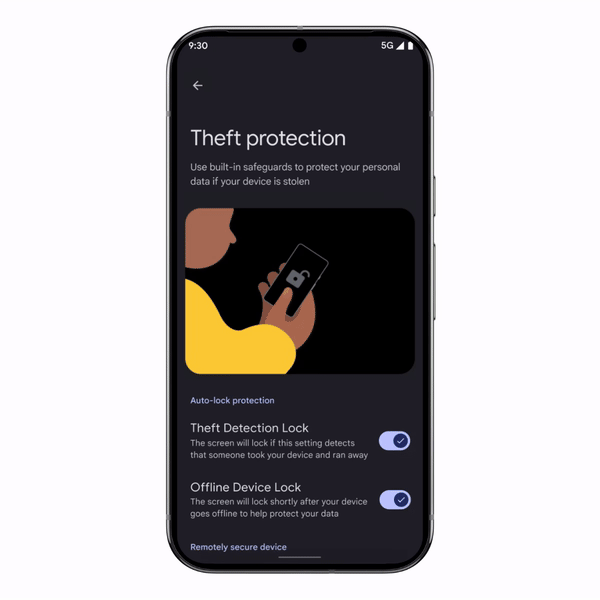 9:30
5G
Theft protection
Use built-in safeguards to protect your personal
data if your device is stolen
Auto-lock protection
Theft Detection Lock
The screen will lock if this setting detects
that someone took your device and ran away
Offline Device Lock
The screen will lock shortly after your device
goes offline to help protect your data
Remotely secure device